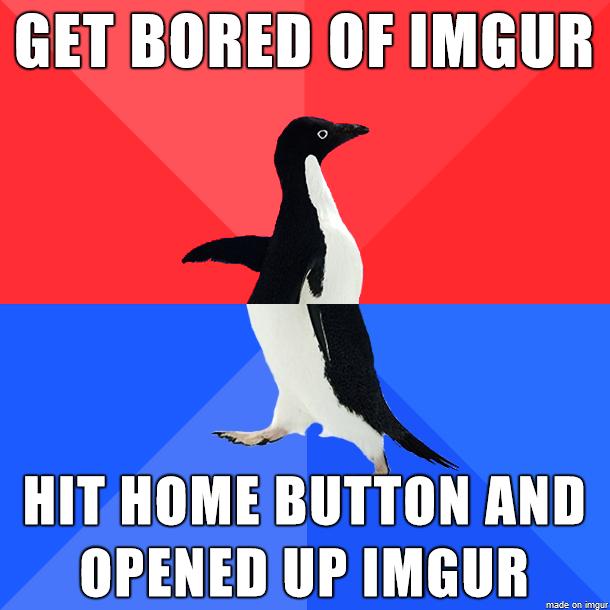 GET BORED OF IMGUR
HIT HOME BUTTON AND
OPENED UP IMGUR
made on imgur